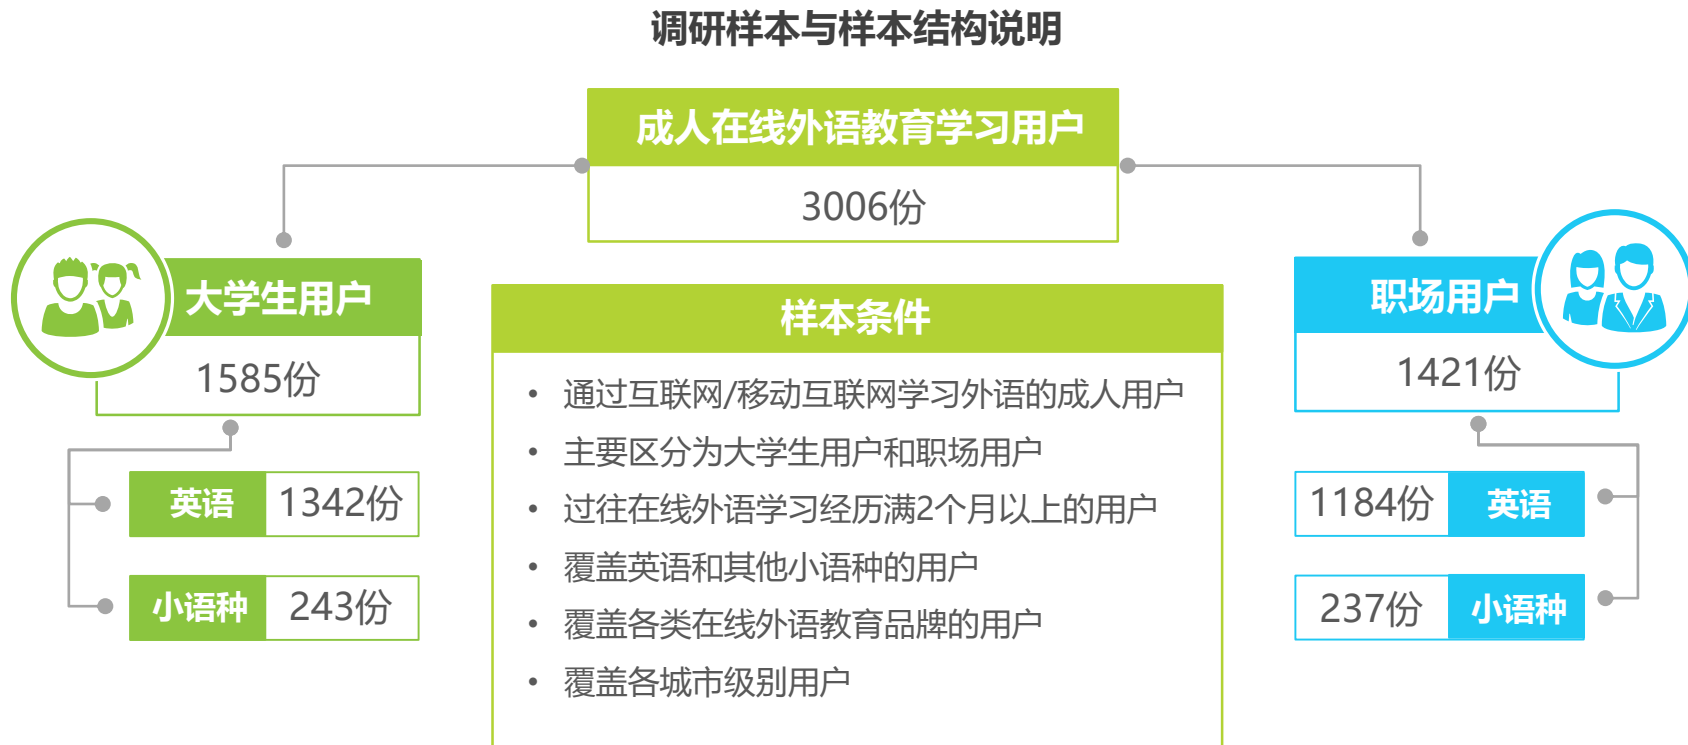 调研样本与样本结构说明
成人在线外语教育学习用户
3006份
大学生用户
1585份
英语 1342份
小语种 243份
样本条件
• 通过互联网/移动互联网学习外语的成人用户
• 主要区分为大学生用户和职场用户
• 过往在线外语学习经历满2个月以上的用户
• 覆盖英语和其他小语种的用户
• 覆盖各类在线外语教育品牌的用户
• 覆盖各城市级别用户
职场用户
1421份
1184份 英语
237份 小语种